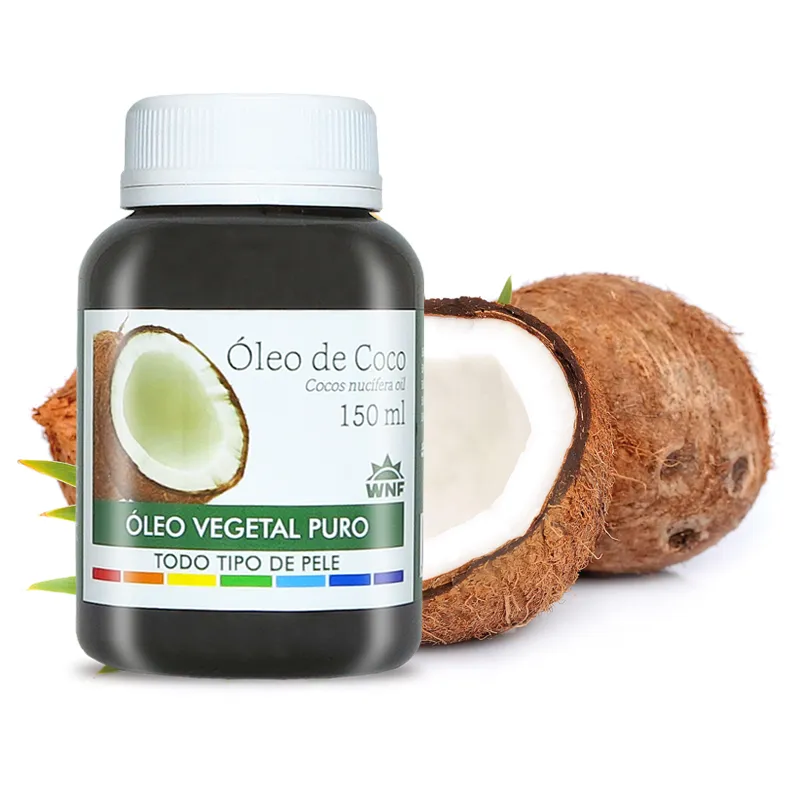 Óleo de Coco
Cocos nucifera oil
150 ml
WNF
ÓLEO VEGETAL PURO
TODO TIPO DE PELE